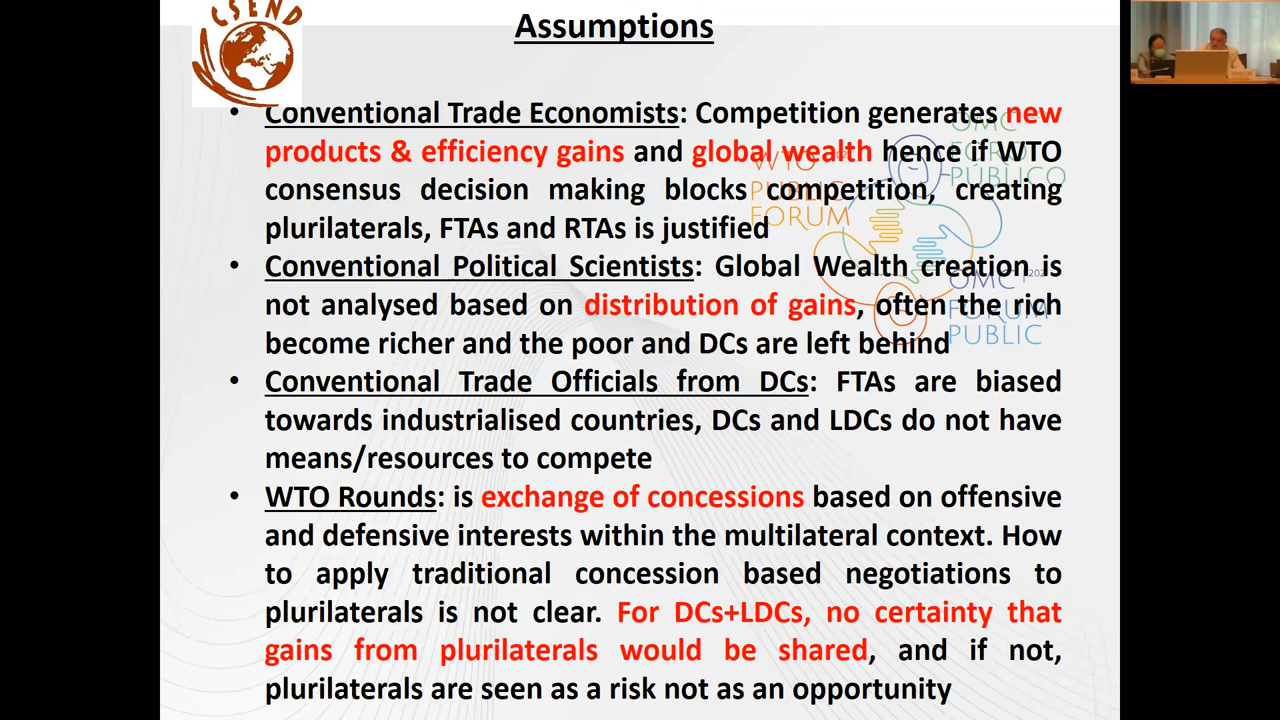 CSEND
Assumptions
• Conventional Trade Economists: Competition generates new
products & efficiency gains and global wealth hence if WTO
consensus decision making blocks competition, creating
plurilaterals, FTAs and RTAs is justified
• Conventional Political Scientists: Global Wealth creation is
not analysed based on distribution of gains, often the rich
become richer and the poor and DCs are left behind
• Conventional Trade Officials from DCs: FTAs are biased
towards industrialised countries, DCs and LDCs do not have
means/resources to compete
• WTO Rounds: is exchange of concessions based on offensive
and defensive interests within the multilateral context. How
to apply traditional concession based negotiations to
plurilaterals is not clear. For DCs+LDCs, no certainty that
gains from plurilaterals would be shared, and if not,
plurilaterals are seen as a risk not as an opportunity
WTO
PUBLIC
FORUM
OMC
FORO
PÚBLICO
OMC
FORUM
PUBLIC